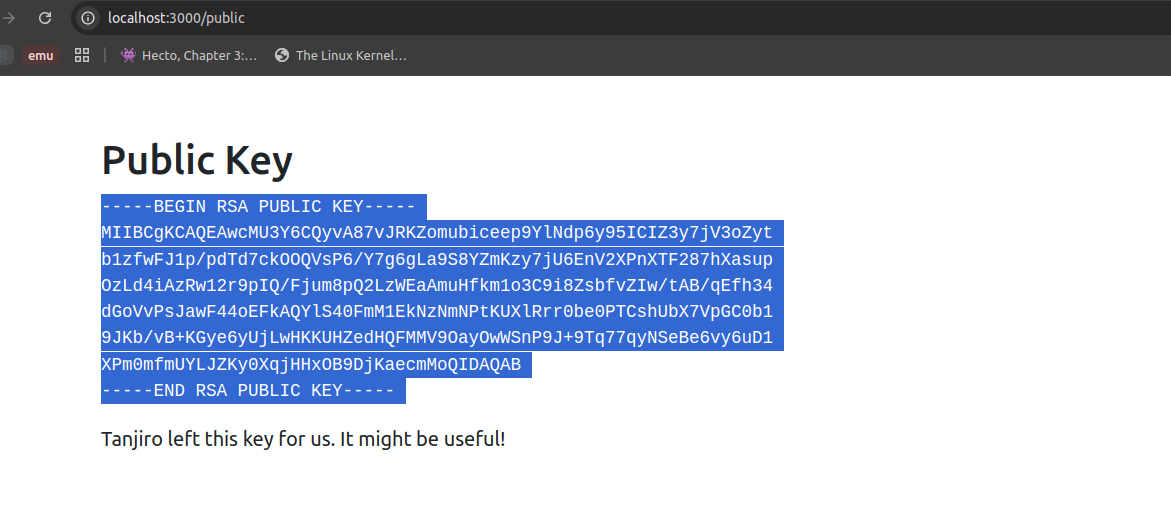 localhost:3000/public
emu
Hecto, Chapter 3:...
The Linux Kernel...
Public Key
-----BEGIN RSA PUBLIC KEY-----
MIIBCgKCAQEAwcMU3Y6CQyvA87vJRKZomubiceep9YlNdp6y95ICIZ3y7jV3oZyt
b1zfwFJ1p/pdTd7ckOOQVsP6/Y7g6gLa9S8YZmKzy7jU6EnV2XPnXTF287hXasup
OzLd4iAzRw12r9pIQ/Fjum8pQ2LzWEaAmuHfkm1o3C9i8ZsbfvZIw/tAB/qEfh34
dGoVvPsJawF44oEFkAQYlS40FmM1EkNzNmNPtKUXlRrr0be0PTCshUbX7VpGC0b1
9JKb/vB+KGye6yUjLwHKKUHZedHQFMMV9OayOwWSnP9J+9Tq77qyNSeBe6vy6uD1
XPm0mfmUYLJZKy0XqjHHxOB9DjKaecmMoQIDAQAB
-----END RSA PUBLIC KEY-----
Tanjiro left this key for us. It might be useful!